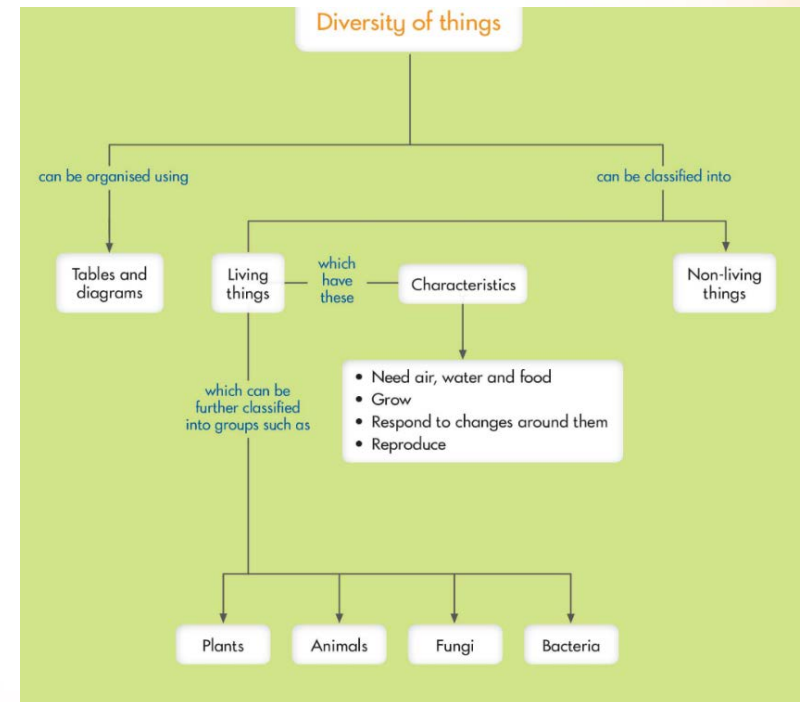 Diversity of things
can be organised using
can be classified into
Tables and
diagrams
Living
things
which
have
these
Characteristics
Non-living
things
which can be
further classified
into groups such as
• Need air, water and food
• Grow
• Respond to changes around them
• Reproduce
Plants
Animals
Fungi
Bacteria